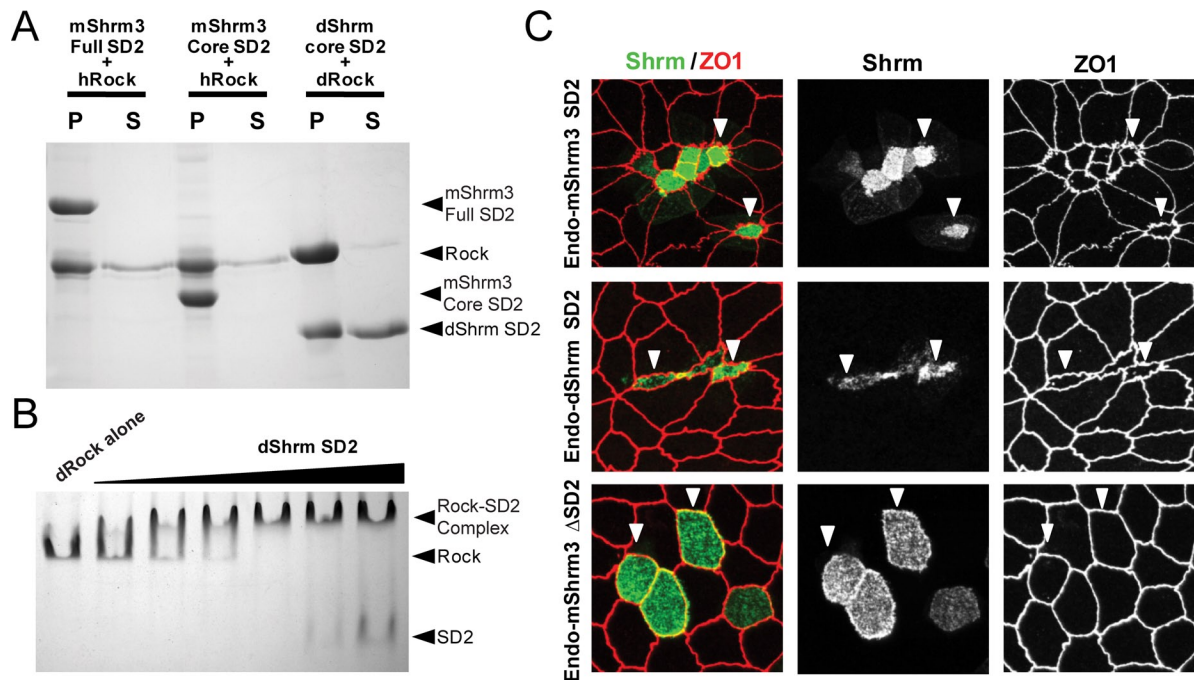 A
mShrm3
Full SD2
+
hRock
mShrm3
Core SD2
+
hRock
dShrm
core SD2
+
dRock
P S P S P S
mShrm3
Full SD2
Rock
mShrm3
Core SD2
dShrm SD2
B
dRock alone
dShrm SD2
Rock-SD2
Complex
Rock
SD2
C
Shrm / ZO1
Shrm
ZO1
Endo-mShrm3 SD2
Endo-dShrm SD2
Endo-mShrm3 ΔSD2